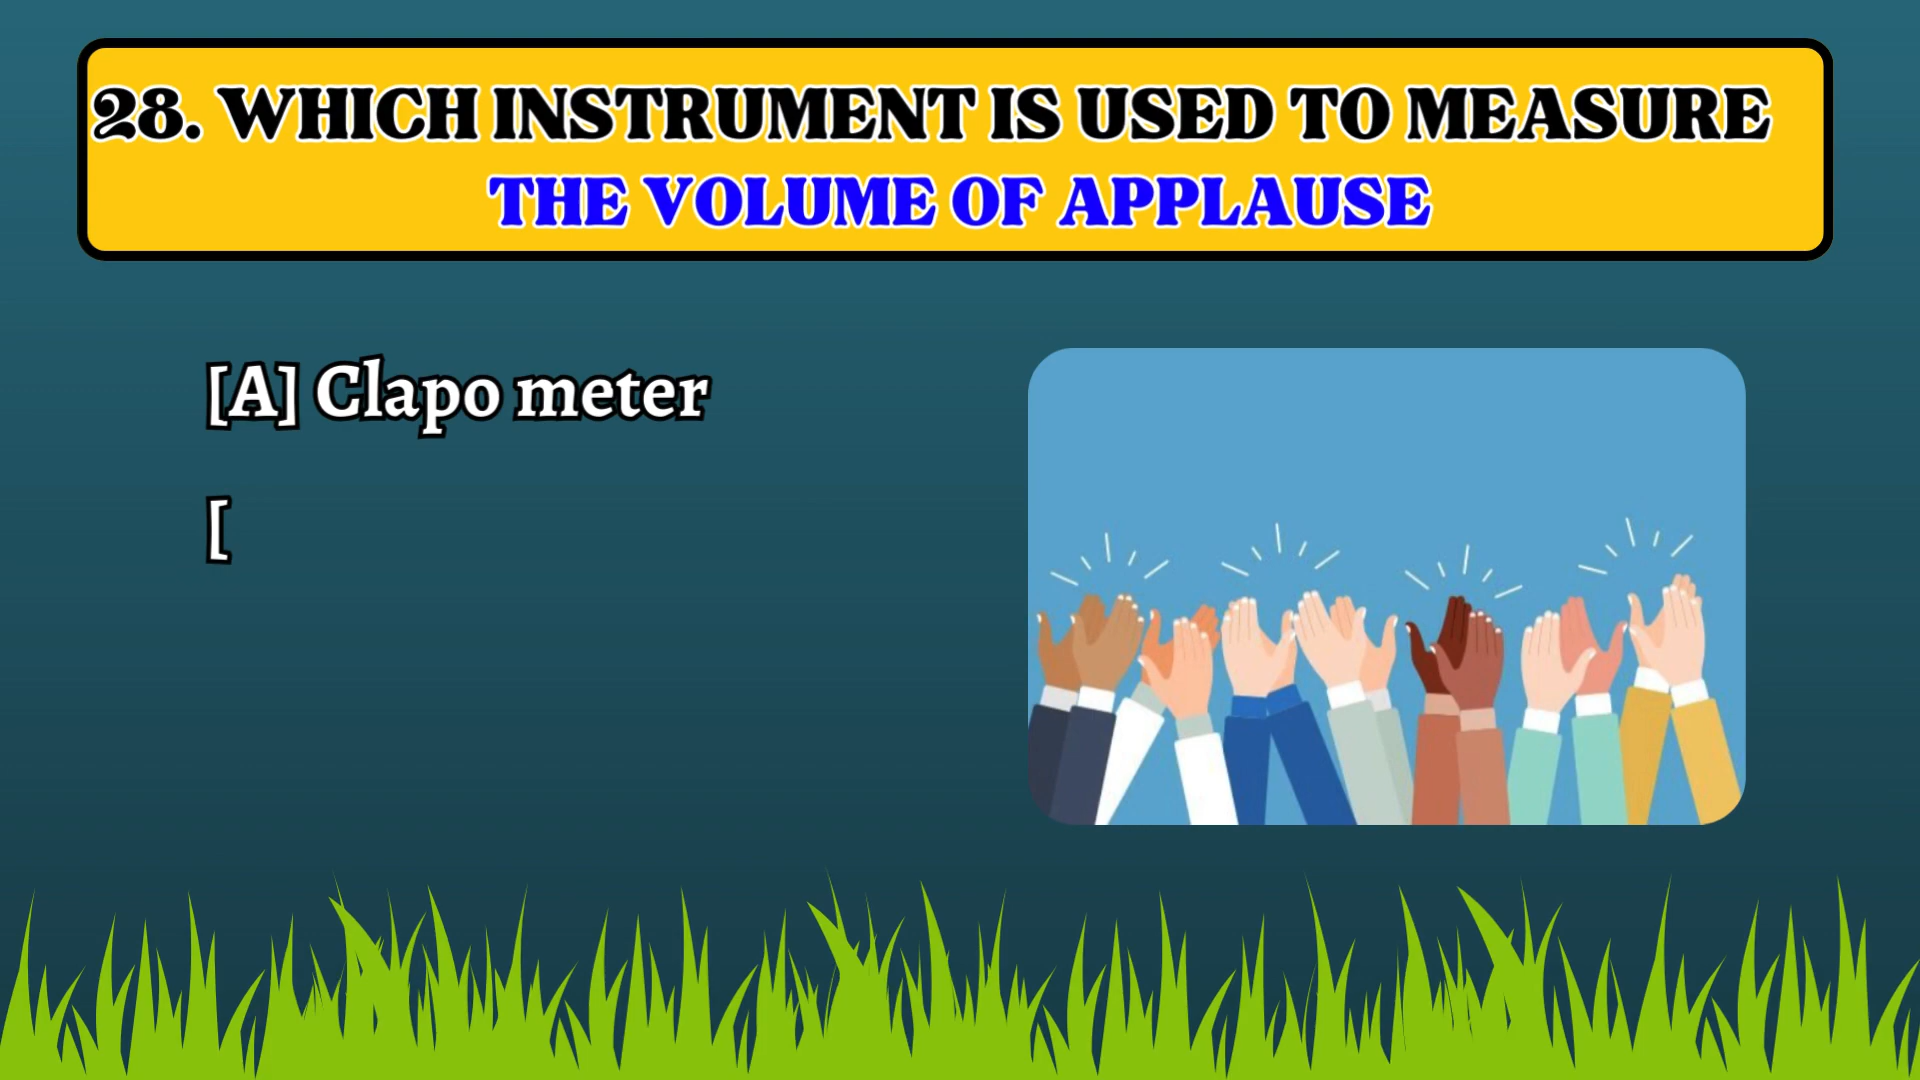 28. WHICH INSTRUMENT IS USED TO MEASURE
THE VOLUME OF APPLAUSE
[A] Clapo meter
[